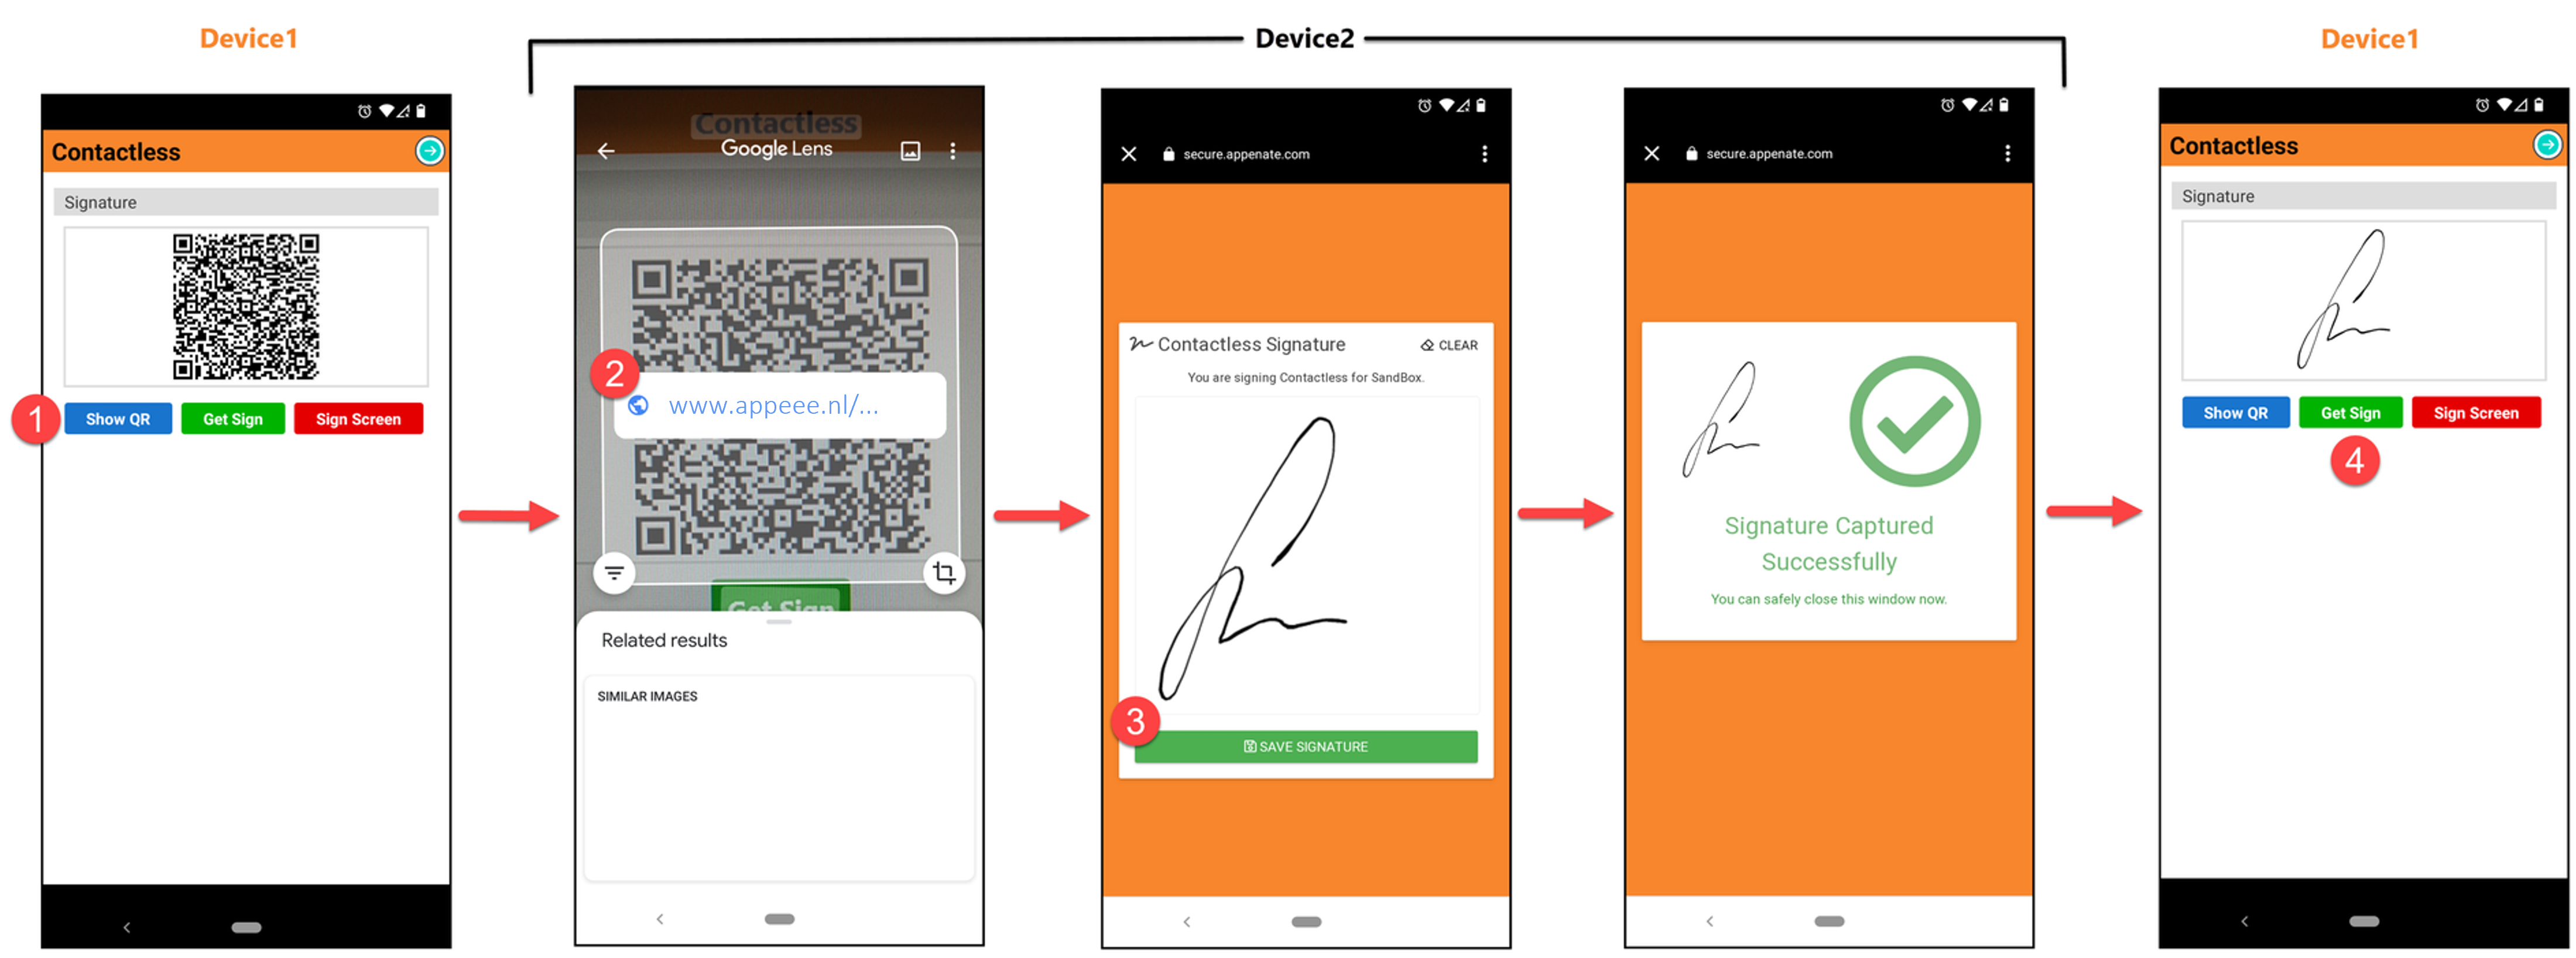 Device1
Device2
Device1
Contactless
Signature
1
Show QR
Get Sign
Sign Screen
Contactless
Google Lens
2
www.appeee.nl/...
Get Sign
Related results
SIMILAR IMAGES
secure.appenate.com
Contactless Signature
CLEAR
You are signing Contactless for SandBox.
3
SAVE SIGNATURE
secure.appenate.com
Signature Captured
Successfully
You can safely close this window now.
Contactless
Signature
Show QR
Get Sign
Sign Screen
4